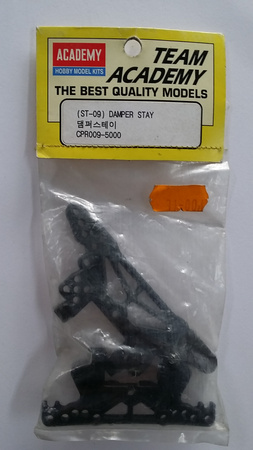 ACADEMY
HOBBY MODEL KITS
TEAM
ACADEMY
THE BEST QUALITY MODELS
(ST-09) DAMPER STAY
댐퍼스테이
CPR009-5000